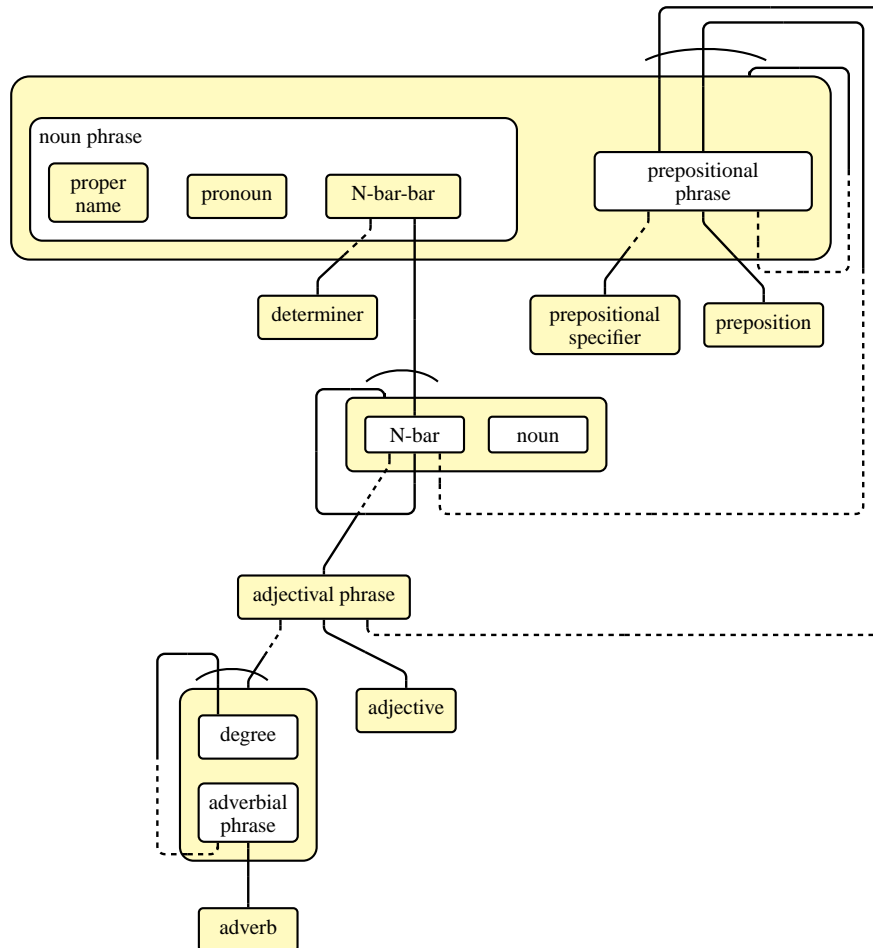 noun phrase
proper
name
pronoun
N-bar-bar
prepositional
phrase
determiner
prepositional
specifier
preposition
N-bar
noun
adjectival phrase
adjective
degree
adverbial
phrase
adverb